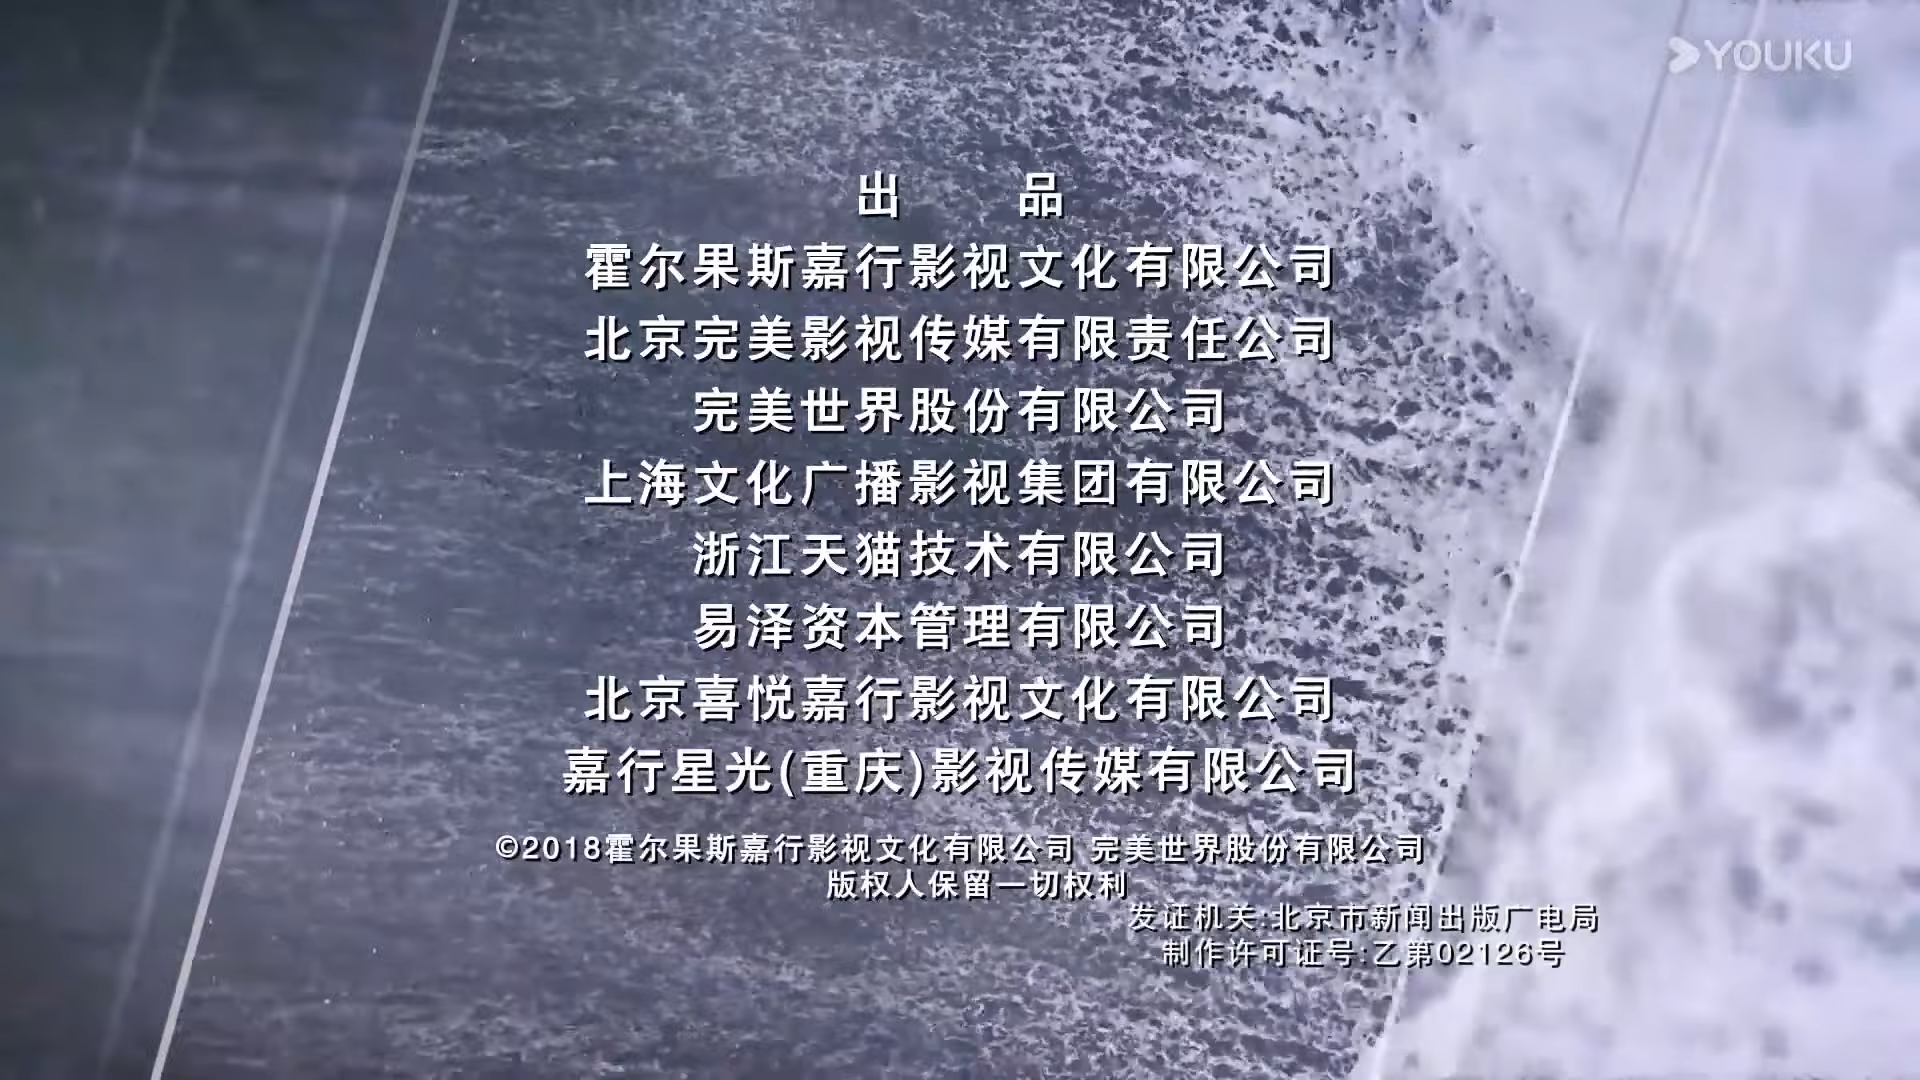 YOUKU
出 品
霍尔果斯嘉行影视文化有限公司
北京完美影视传媒有限责任公司
完美世界股份有限公司
上海文化广播影视集团有限公司
浙江天猫技术有限公司
易泽资本管理有限公司
北京喜悦嘉行影视文化有限公司
嘉行星光(重庆)影视传媒有限公司
©2018霍尔果斯嘉行影视文化有限公司 完美世界股份有限公司
版权人保留一切权利
发证机关:北京市新闻出版广电局
制作许可证号:乙第02126号